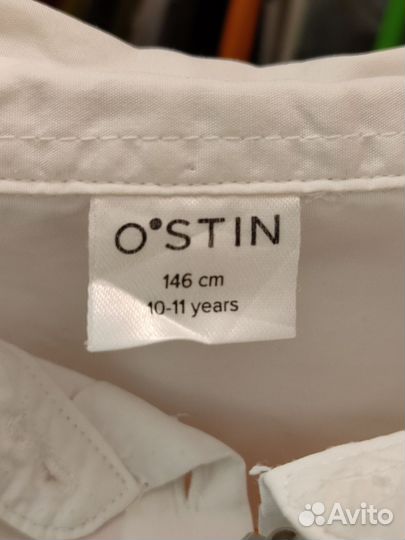 O'STIN
146 cm
10-11 years
Avito